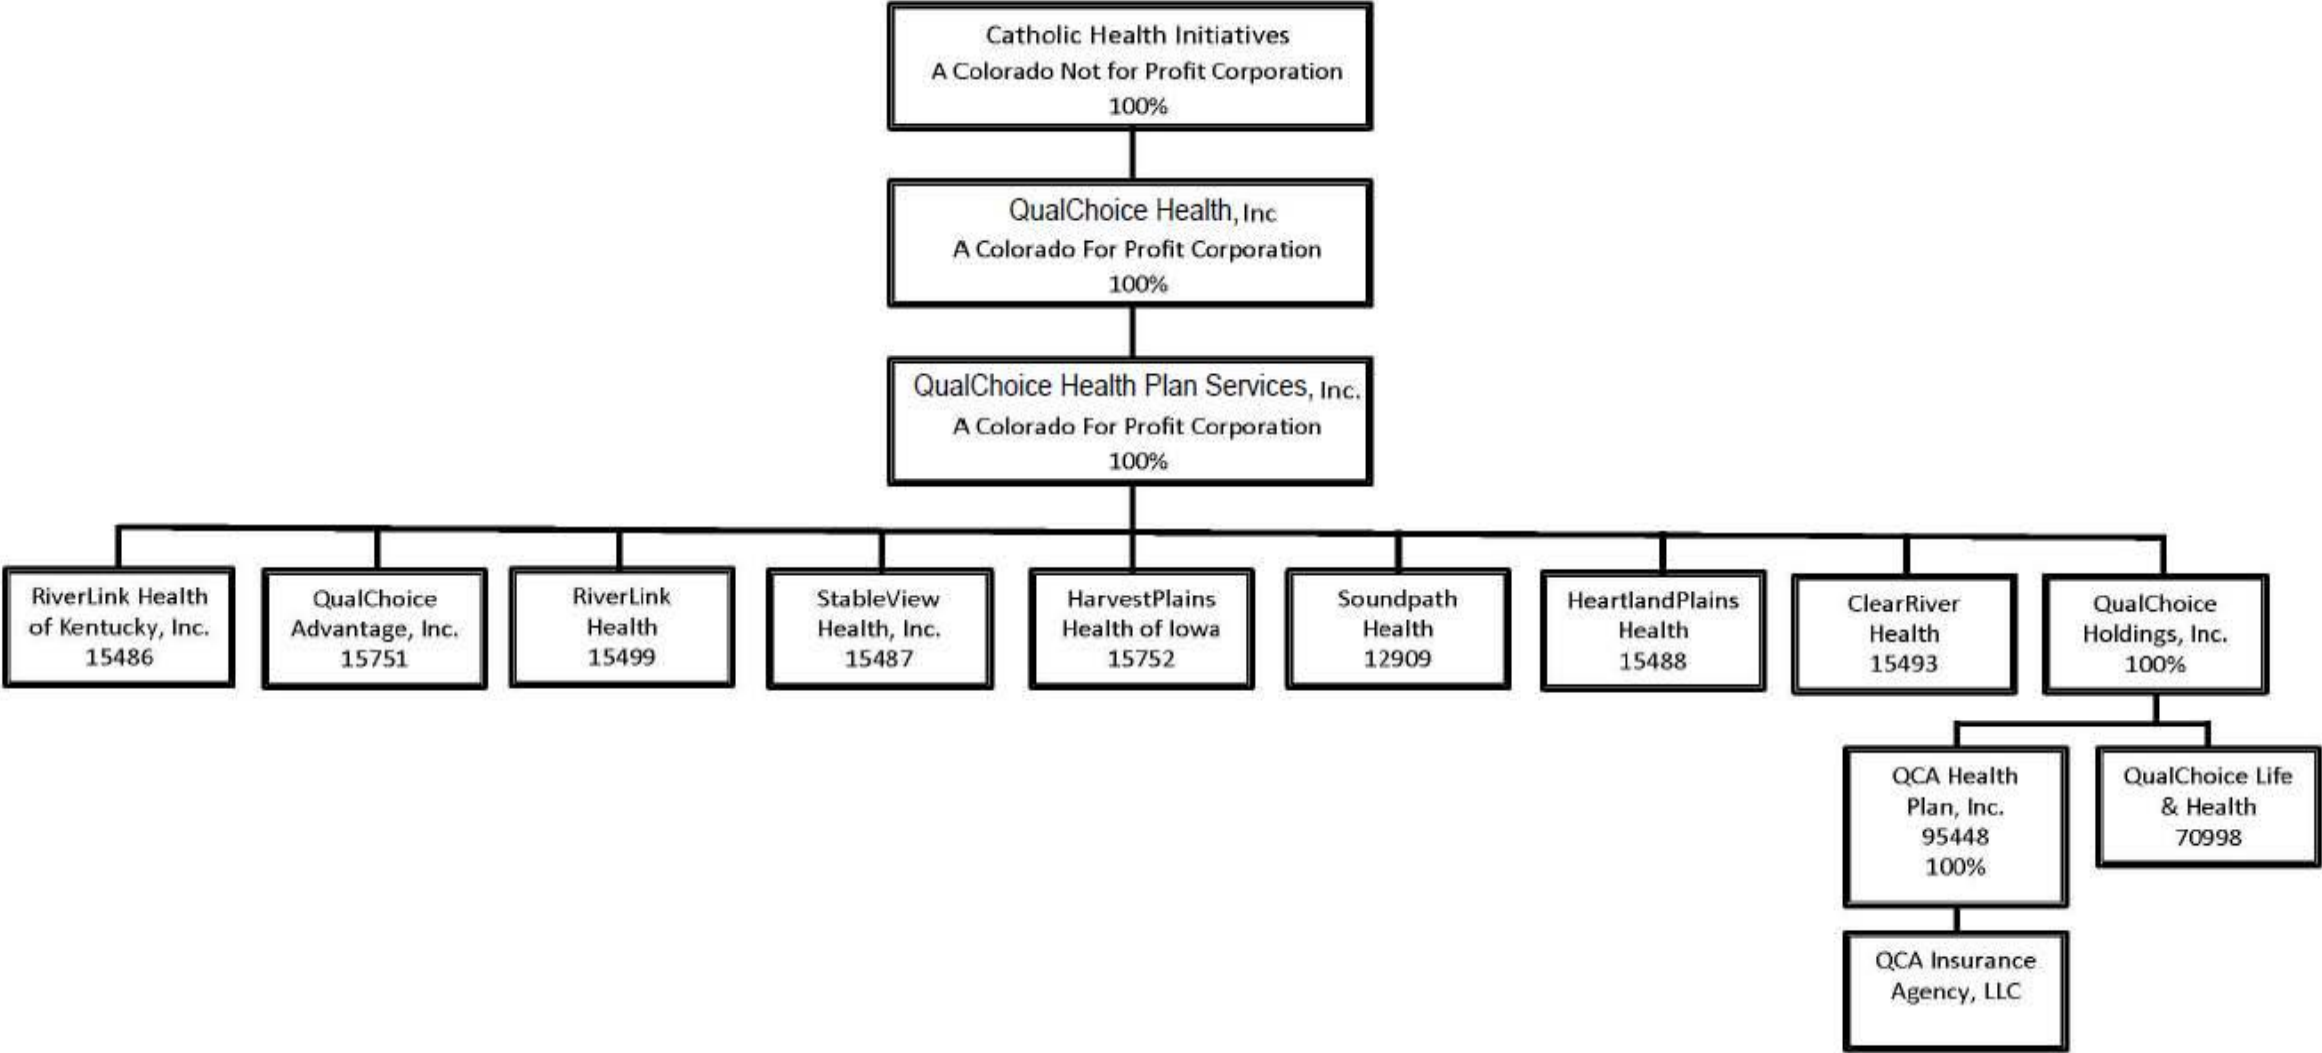 Catholic Health Initiatives
A Colorado Not for Profit Corporation
100%
QualChoice Health, Inc
A Colorado For Profit Corporation
100%
QualChoice Health Plan Services, Inc.
A Colorado For Profit Corporation
100%
RiverLink Health
of Kentucky, Inc.
15486
QualChoice
Advantage, Inc.
15751
RiverLink
Health
15499
StableView
Health, Inc.
15487
HarvestPlains
Health of Iowa
15752
Soundpath
Health
12909
HeartlandPlains
Health
15488
ClearRiver
Health
15493
QualChoice
Holdings, Inc.
100%
QCA Health
Plan, Inc.
95448
100%
QualChoice Life
& Health
70998
QCA Insurance
Agency, LLC